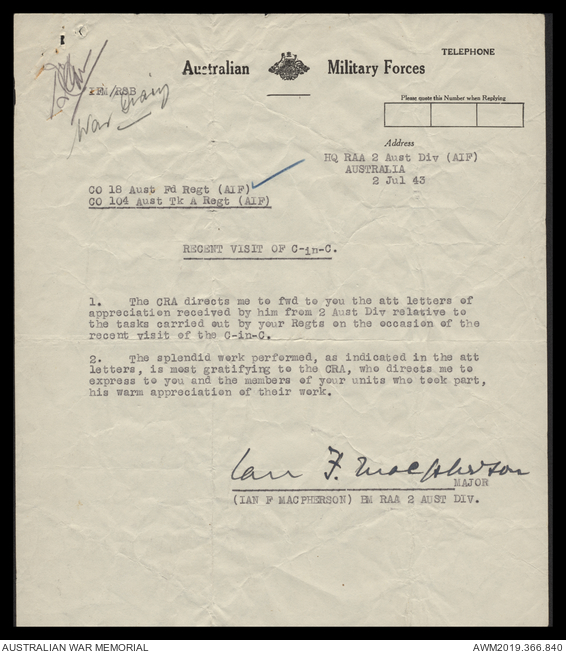 TELEPHONE
Australian Military Forces
IFM/RSB
War Diary
Please quote this Number when Replying
Address
HQ RAA 2 Aust Div (AIF)
AUSTRALIA
2 Jul 43
CO 18 Aust Fd Regt (AIF)
CO 104 Aust Tk A Regt (AIF)
RECENT VISIT OF C-in-C.
1. The CRA directs me to fwd to you the att letters of
appreciation received by him from 2 Aust Div relative to
the tasks carried out by your Regts on the occasion of the
recent visit of the C-in-C.
2. The splendid work performed, as indicated in the att
letters, is most gratifying to the CRA, who directs me to
express to you and the members of your units who took part,
his warm appreciation of their work.
Ian F. Macpherson
MAJOR
(IAN F MACPHERSON) BM RAA 2 AUST DIV.
AUSTRALIAN WAR MEMORIAL
AWM2019.366.840